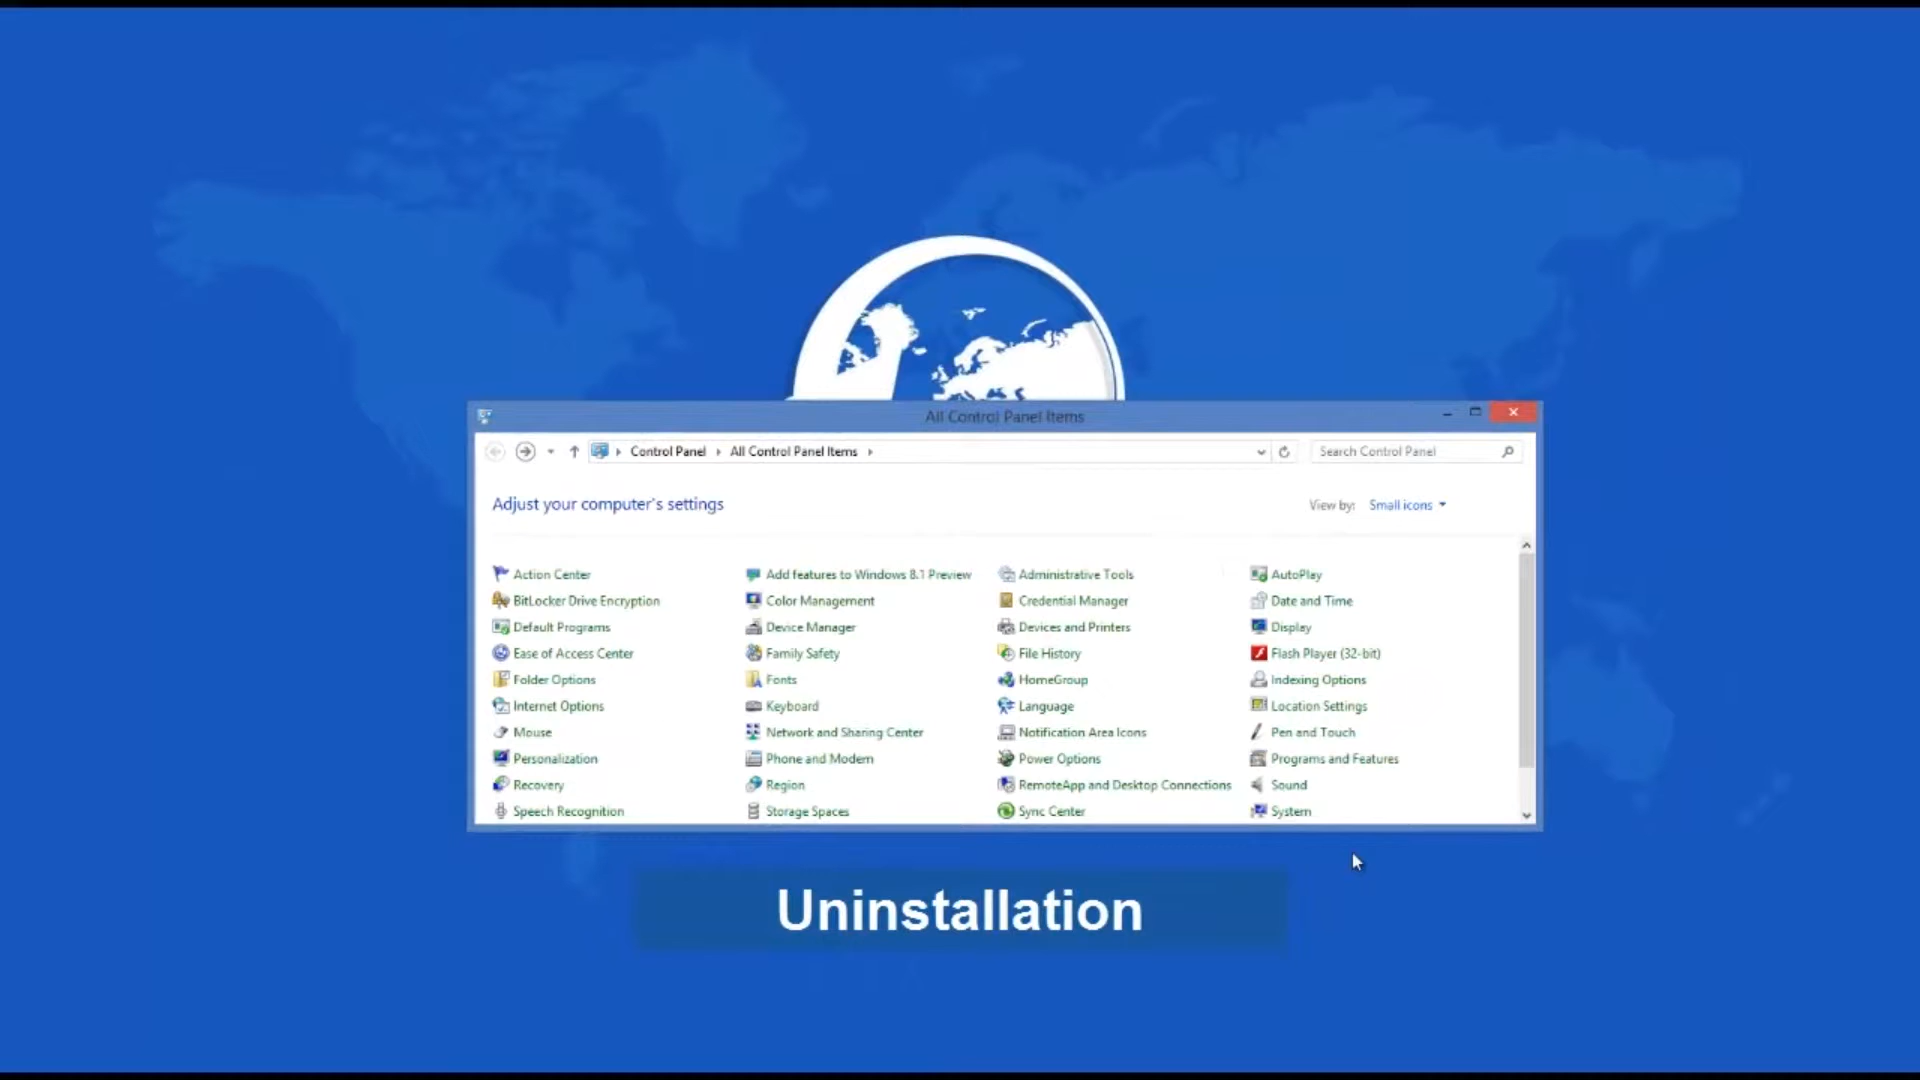 All Control Panel Items
Control Panel All Control Panel Items Search Control Panel
Adjust your computer's settings View by: Small icons
Action Center Add features to Windows 8.1 Preview Administrative Tools AutoPlay
BitLocker Drive Encryption Color Management Credential Manager Date and Time
Default Programs Device Manager Devices and Printers Display
Ease of Access Center Family Safety File History Flash Player (32-bit)
Folder Options Fonts HomeGroup Indexing Options
Internet Options Keyboard Language Location Settings
Mouse Network and Sharing Center Notification Area Icons Pen and Touch
Personalization Phone and Modem Power Options Programs and Features
Recovery Region RemoteApp and Desktop Connections Sound
Speech Recognition Storage Spaces Sync Center System
Uninstallation